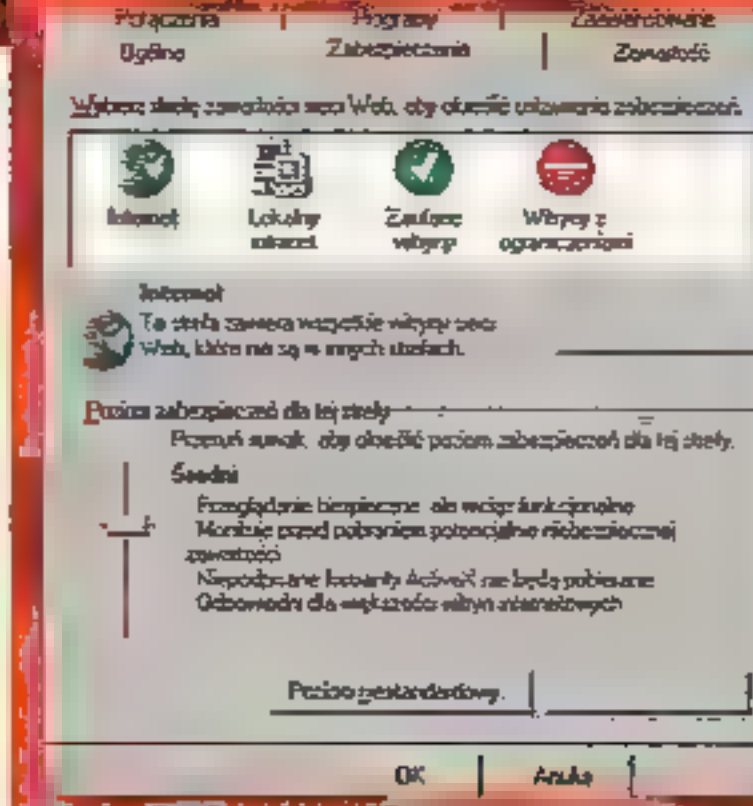 Połączenia Programy Zaawansowane
Ogólne Zabezpieczenia Zawartość
Wybierz strefę zawartości sieci Web, aby określić ustawienia zabezpieczeń.
Internet Lokalny intranet Zaufane witryny Witryny z ograniczeniami
Internet
Ta strefa zawiera wszystkie witryny sieci
Web, które nie są w innych strefach.
Poziom zabezpieczeń dla tej strefy
Przesuń suwak, aby określić poziom zabezpieczeń dla tej strefy.
Średni
Przeglądanie bezpieczne, ale wciąż funkcjonalne
Monituje przed pobraniem potencjalnie niebezpiecznej
zawartości
Niepodpisane formanty ActiveX nie będą pobierane
Odpowiedni dla większości witryn internetowych
Poziom niestandardowy.
OK Anuluj